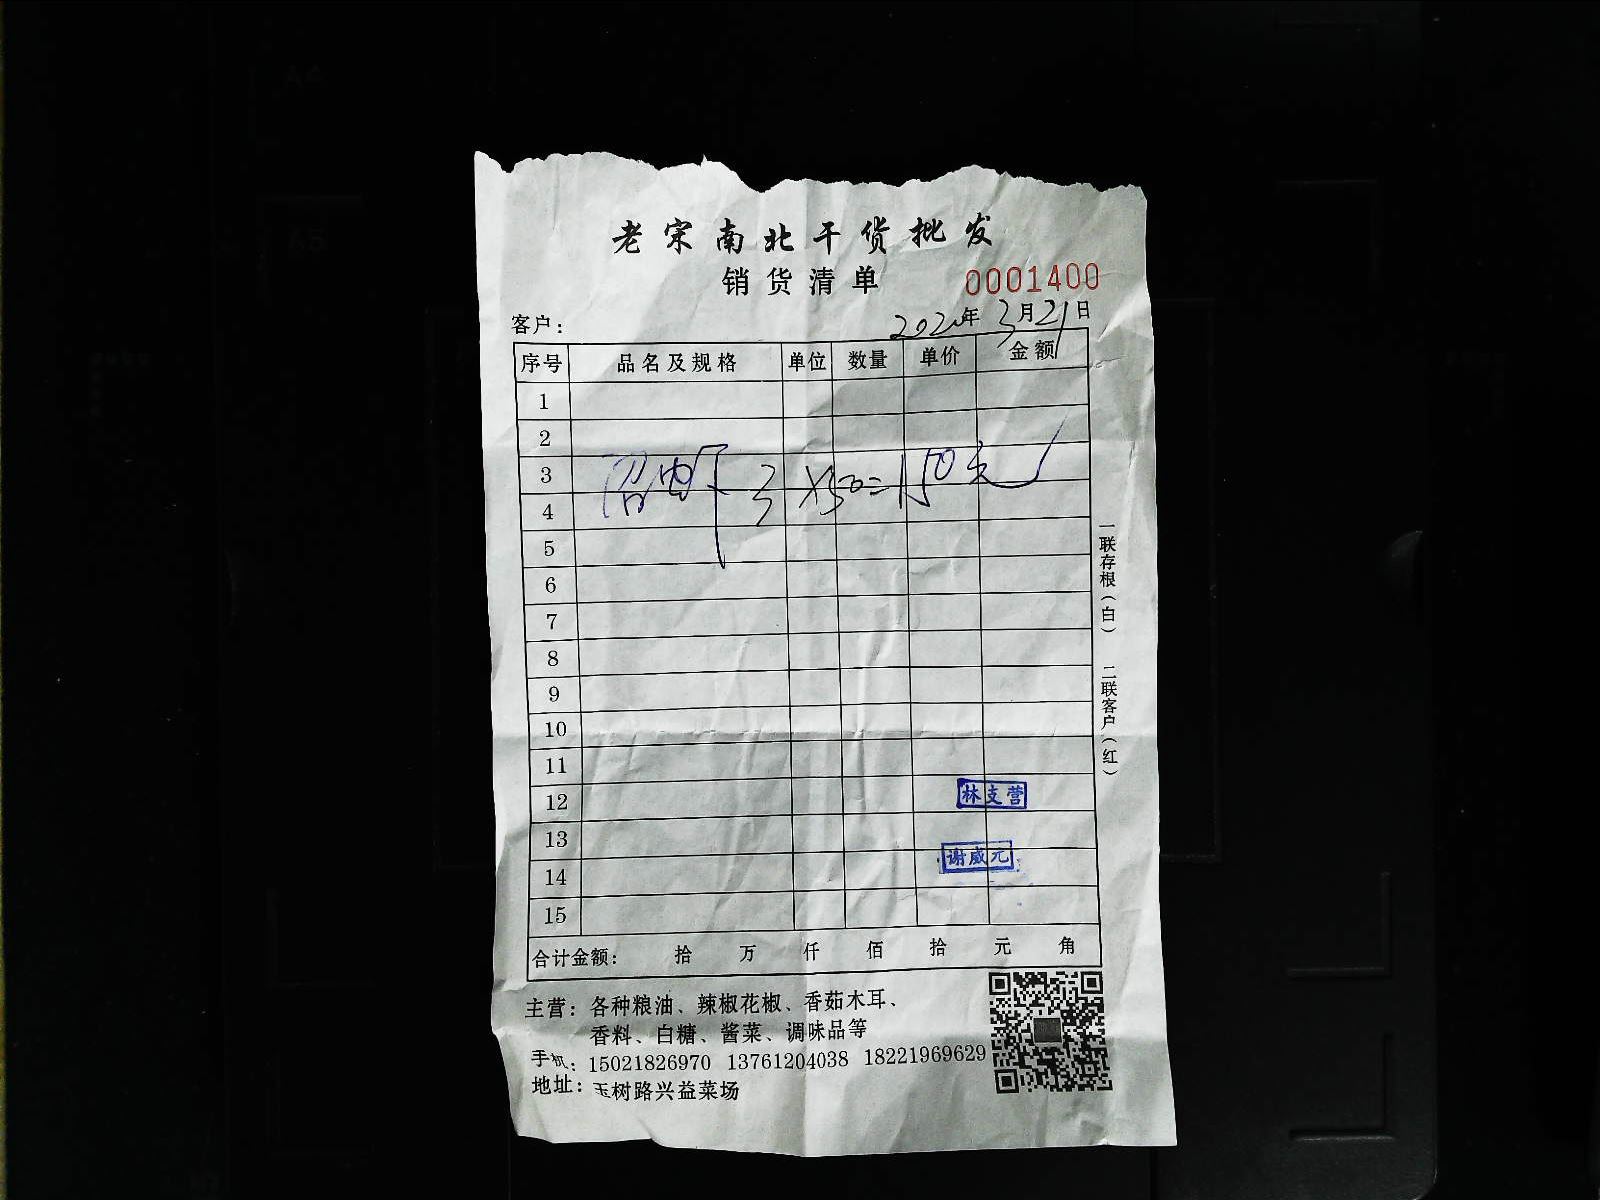 老宋南北干货批发
销货清单 0001400
客户: 2020年3月21日
序号 品名及规格 单位 数量 单价 金额
1
2
3
3×50=150元
4
5
6
7
8
9
10
11
12
林支营
13
14
谢威元
15
合计金额: 拾 万 仟 佰 拾 元 角
主营: 各种粮油、辣椒花椒、香茹木耳、
香料、白糖、酱菜、调味品等
手机: 15021826970 13761204038 18221969629
地址: 玉树路兴益菜场
一联存根(白) 二联客户(红)